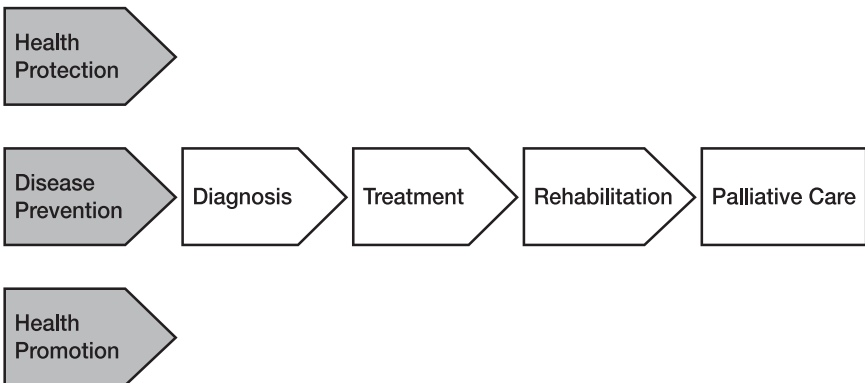 Health
Protection
Disease
Prevention
Diagnosis
Treatment
Rehabilitation
Palliative Care
Health
Promotion